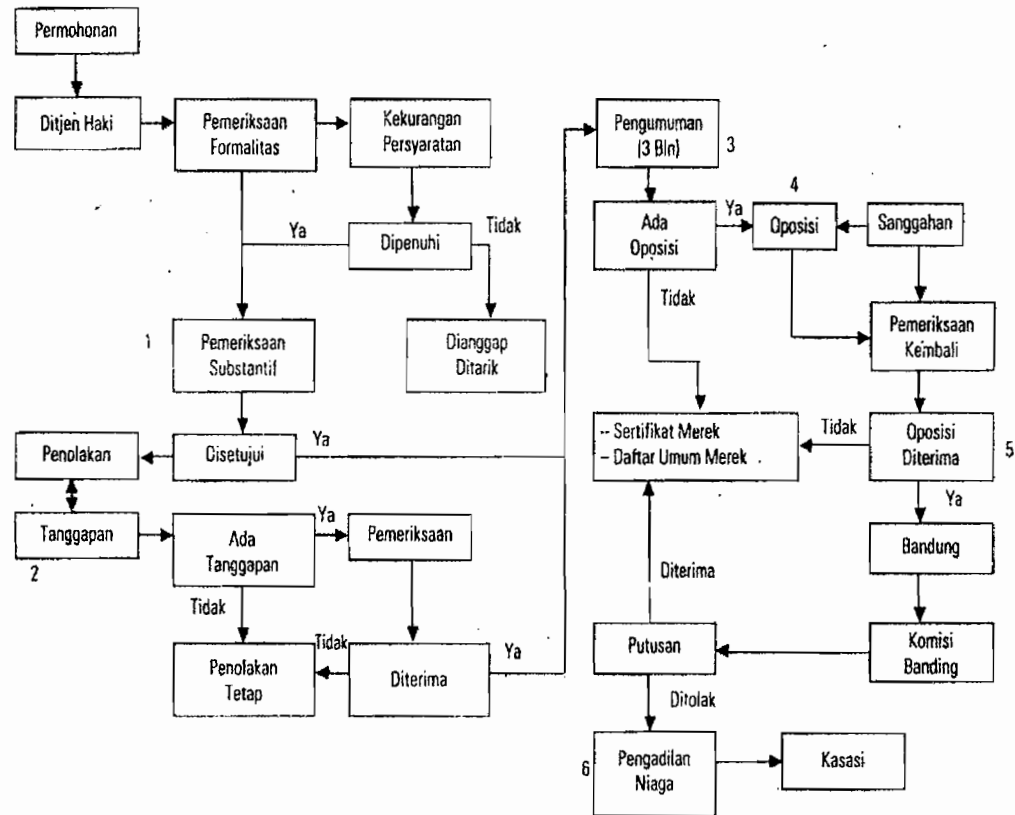 Permohonan
Ditjen Haki
Pemeriksaan
Formalitas
Kekurangan
Persyaratan
Ya
Dipenuhi
Tidak
1
Pemeriksaan
Substantif
Dianggap
Ditarik
Penolakan
Disetujui
Ya
Tanggapan
2
Ada
Tanggapan
Ya
Pemeriksaan
Tidak
Penolakan
Tetap
Tidak
Diterima
Ya
Pengumuman
(3 Bln)
3
4
Ada
Oposisi
Ya
Oposisi
Sanggahan
Tidak
Pemeriksaan
Kembali
-- Sertifikat Merek
– Daftar Umum Merek
Tidak
Oposisi
Diterima
5
Ya
Bandung
Diterima
Putusan
Komisi
Banding
Ditolak
6
Pengadilan
Niaga
Kasasi